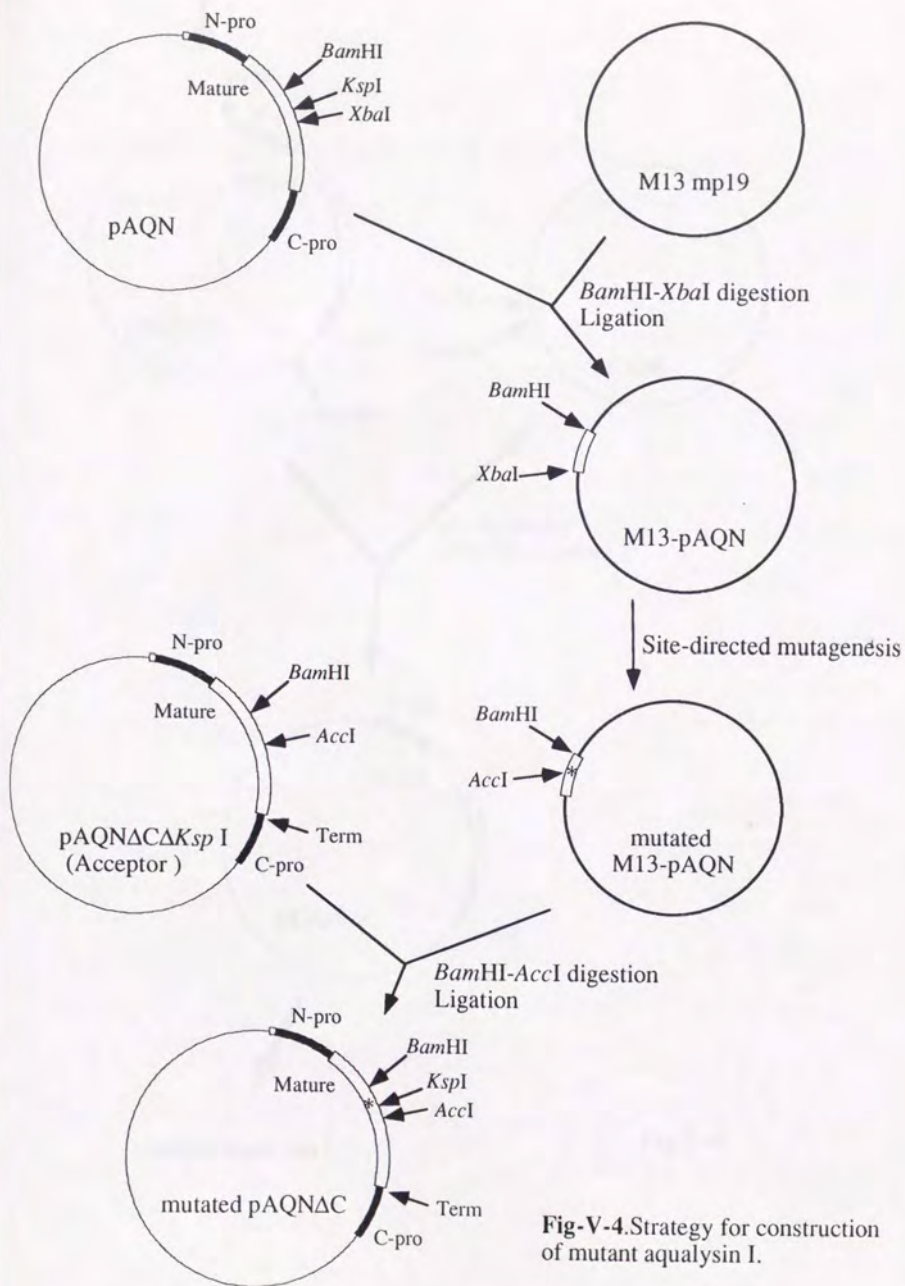 N-pro
BamHI
KspI
XbaI
Mature
pAQN
C-pro
M13 mp19
BamHI-XbaI digestion
Ligation
BamHI
XbaI
M13-pAQN
Site-directed mutagenesis
N-pro
BamHI
Mature
AccI
pAQNΔCΔKsp I
(Acceptor )
Term
C-pro
BamHI
AccI
*
mutated
M13-pAQN
BamHI-AccI digestion
Ligation
N-pro
BamHI
Mature
KspI
*
AccI
mutated pAQNΔC
Term
C-pro
Fig-V-4.Strategy for construction
of mutant aqualysin I.